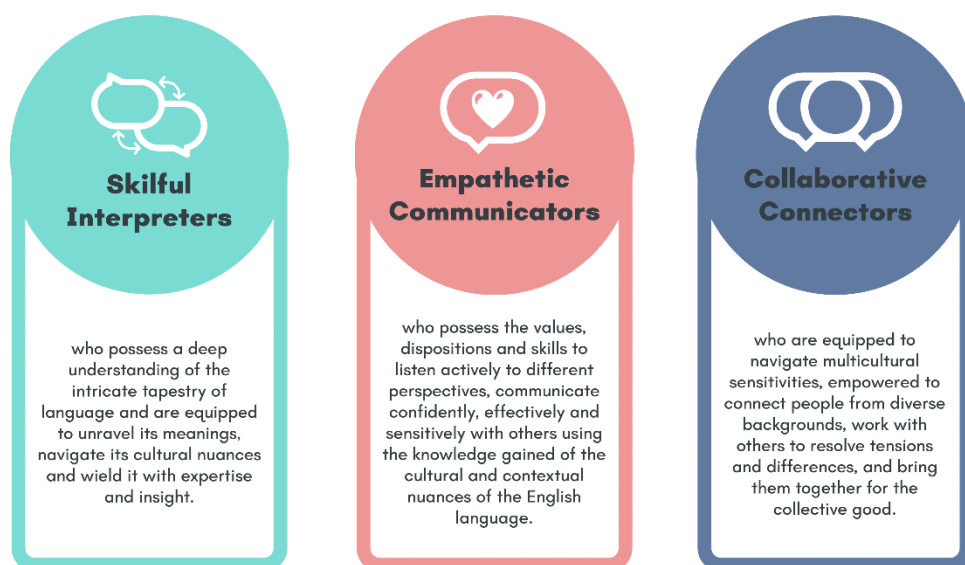 Skilful
Interpreters
who possess a deep
understanding of the
intricate tapestry of
language and are equipped
to unravel its meanings,
navigate its cultural nuances
and wield it with expertise
and insight.
Empathetic
Communicators
who possess the values,
dispositions and skills to
listen actively to different
perspectives, communicate
confidently, effectively and
sensitively with others using
the knowledge gained of the
cultural and contextual
nuances of the English
language.
Collaborative
Connectors
who are equipped to
navigate multicultural
sensitivities, empowered to
connect people from diverse
backgrounds, work with
others to resolve tensions
and differences, and bring
them together for the
collective good.